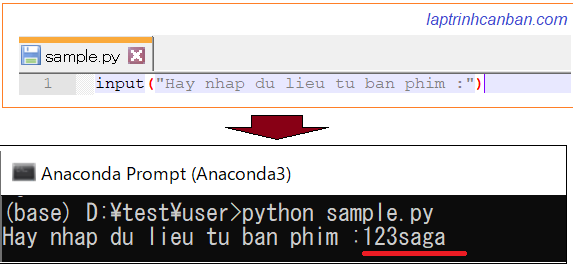 laptrinhcanban.com
sample.py
1 input("Hay nhap du lieu tu ban phim :")
Anaconda Prompt (Anaconda3)
(base) D:¥test¥user>python sample.py
Hay nhap du lieu tu ban phim :123saga